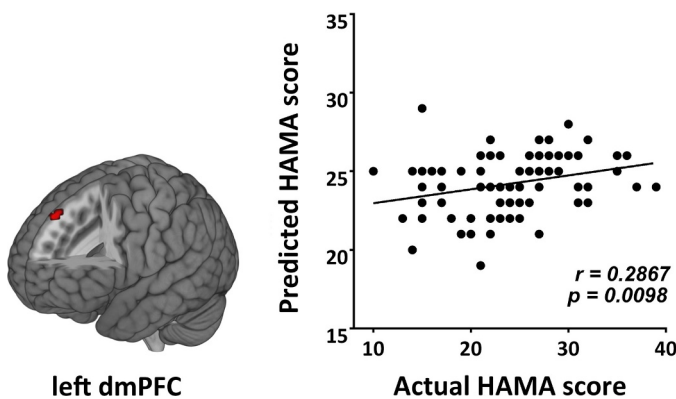 left dmPFC
Predicted HAMA score
35
30
25
20
15
r = 0.2867
p = 0.0098
10
20
30
40
Actual HAMA score